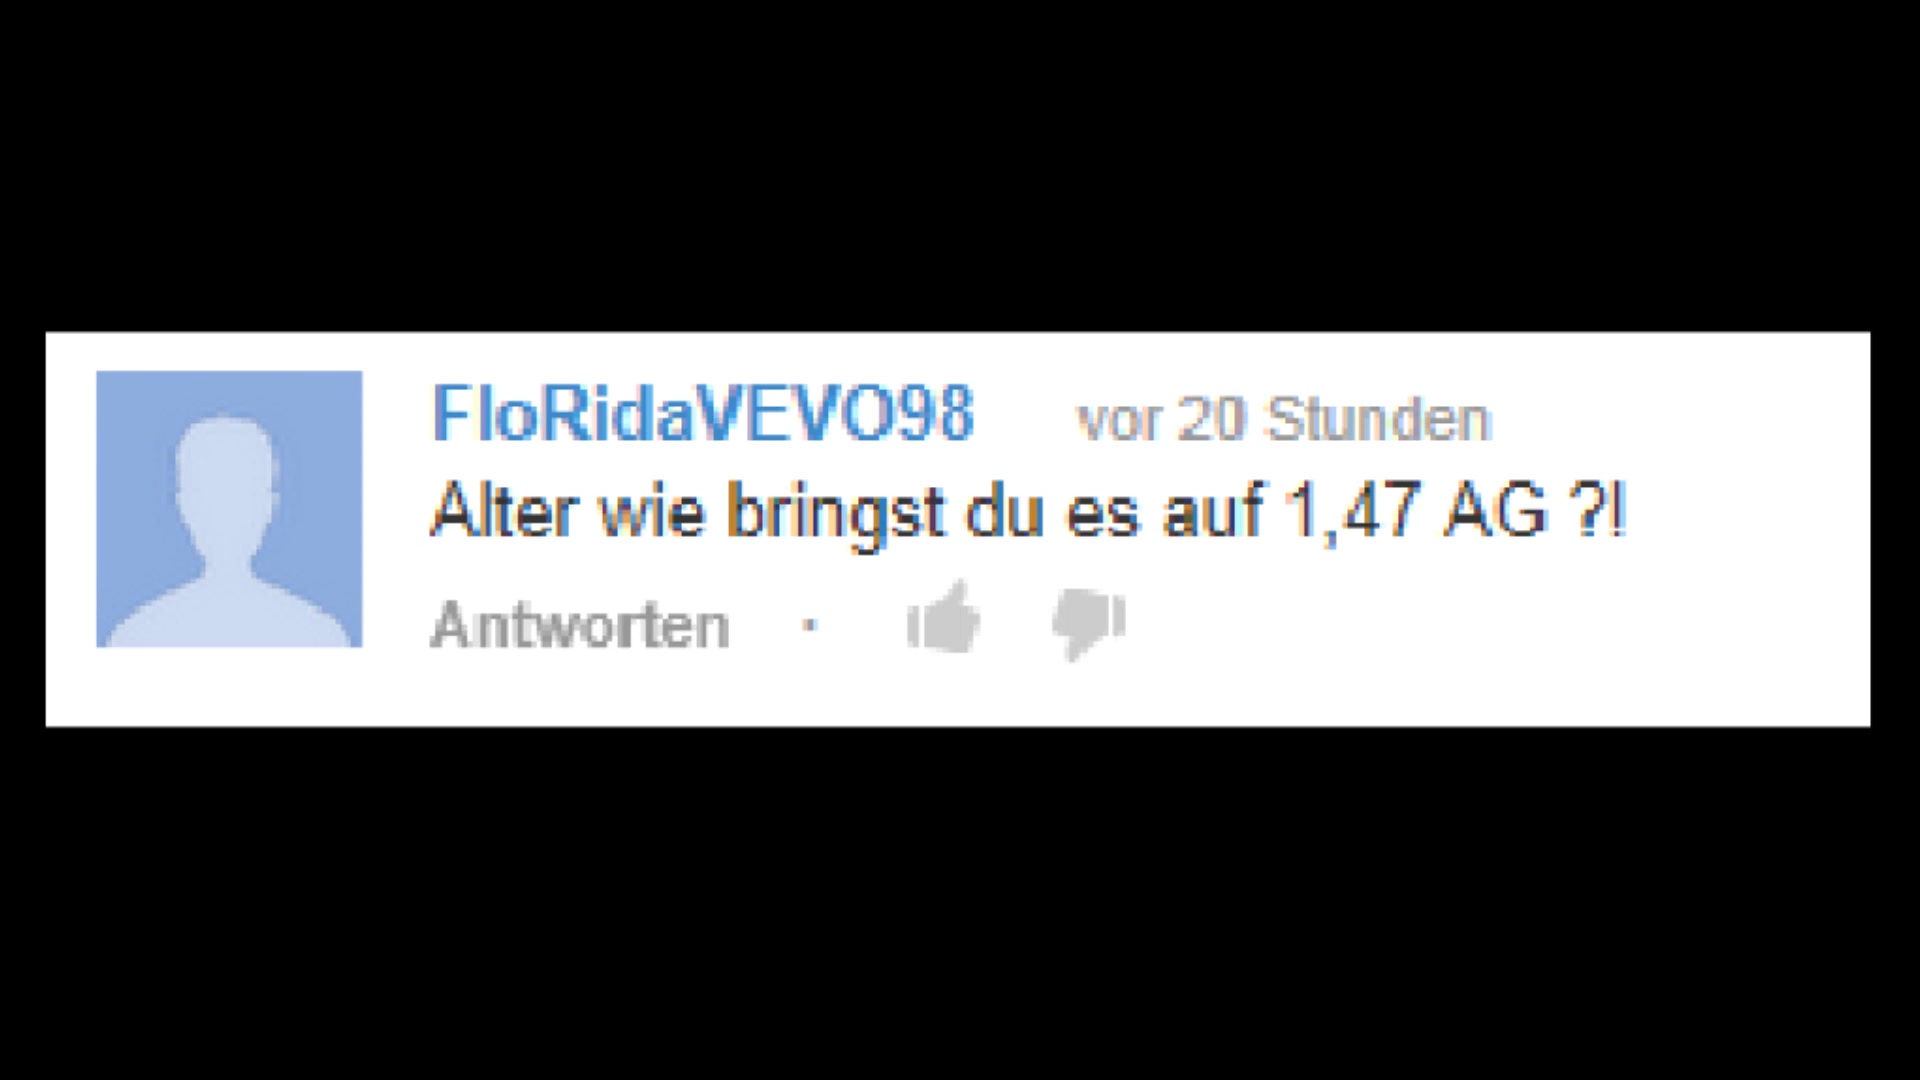 FloRidaVEVO98 vor 20 Stunden
Alter wie bringst du es auf 1,47 AG ?!
Antworten ·